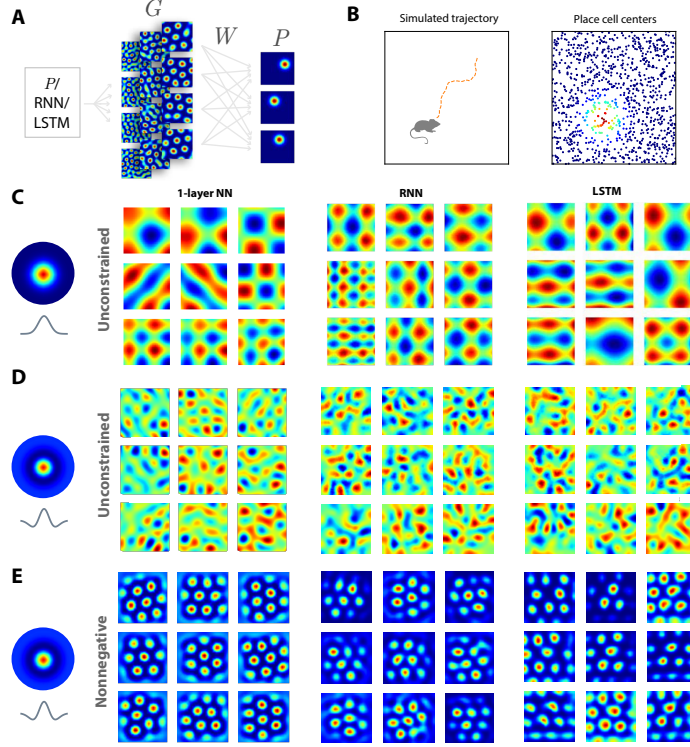 A
G
W
P
P/
RNN/
LSTM
B
Simulated trajectory
Place cell centers
1-layer NN
RNN
LSTM
C
Unconstrained
D
Unconstrained
E
Nonnegative